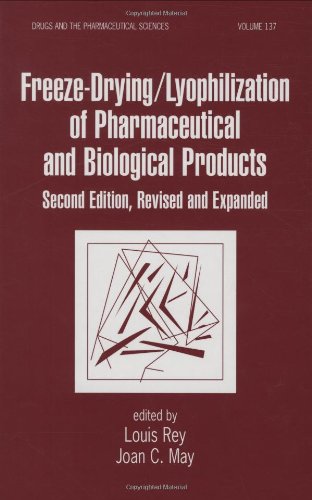 DRUGS AND THE PHARMACEUTICAL SCIENCES VOLUME 137
Freeze-Drying/Lyophilization
of Pharmaceutical
and Biological Products
Second Edition, Revised and Expanded
edited by
Louis Rey
Joan C. May